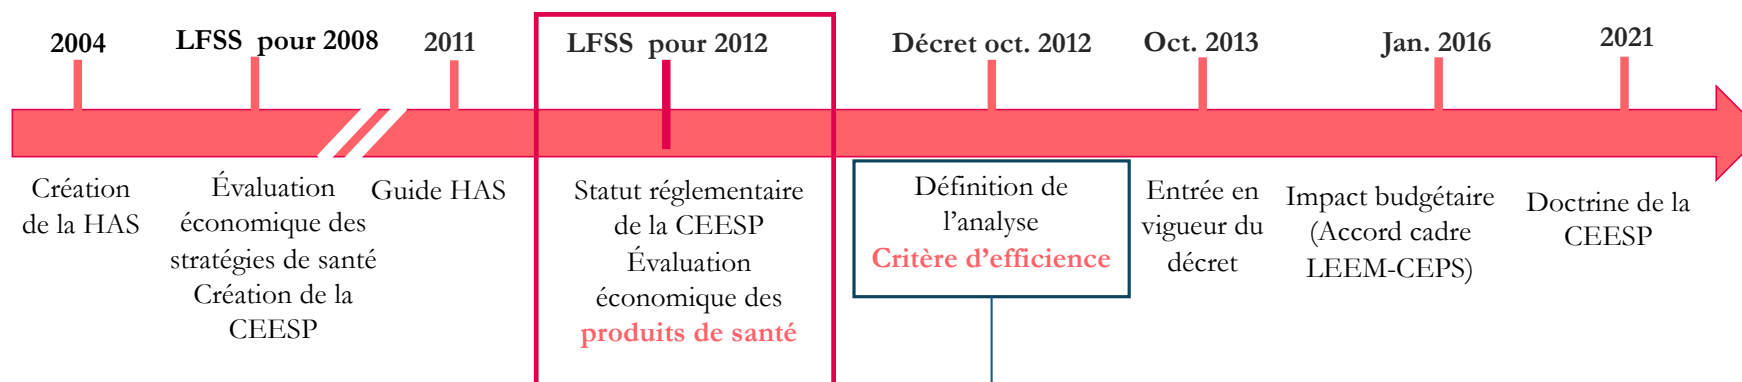 2004
LFSS pour 2008
2011
LFSS pour 2012
Décret oct. 2012
Oct. 2013
Jan. 2016
2021
Création
de la HAS
Évaluation
économique des
stratégies de santé
Création de la
CEESP
Guide HAS
Statut réglementaire
de la CEESP
Évaluation
économique des
produits de santé
Définition de
l’analyse
Critère d’efficience
Entrée en
vigueur du
décret
Impact budgétaire
(Accord cadre
LEEM-CEPS)
Doctrine de la
CEESP